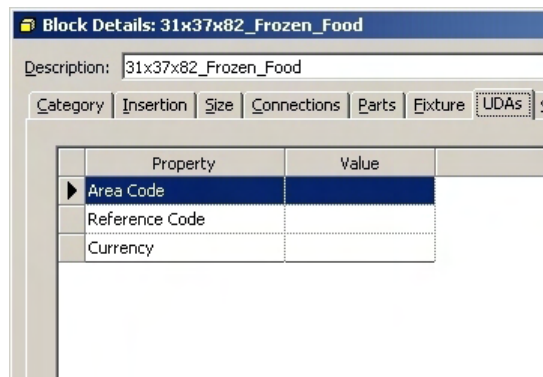 Block Details: 31x37x82_Frozen_Food
Description: 31x37x82_Frozen_Food
Category Insertion Size Connections Parts Fixture UDAs
Property Value
Area Code
Reference Code
Currency